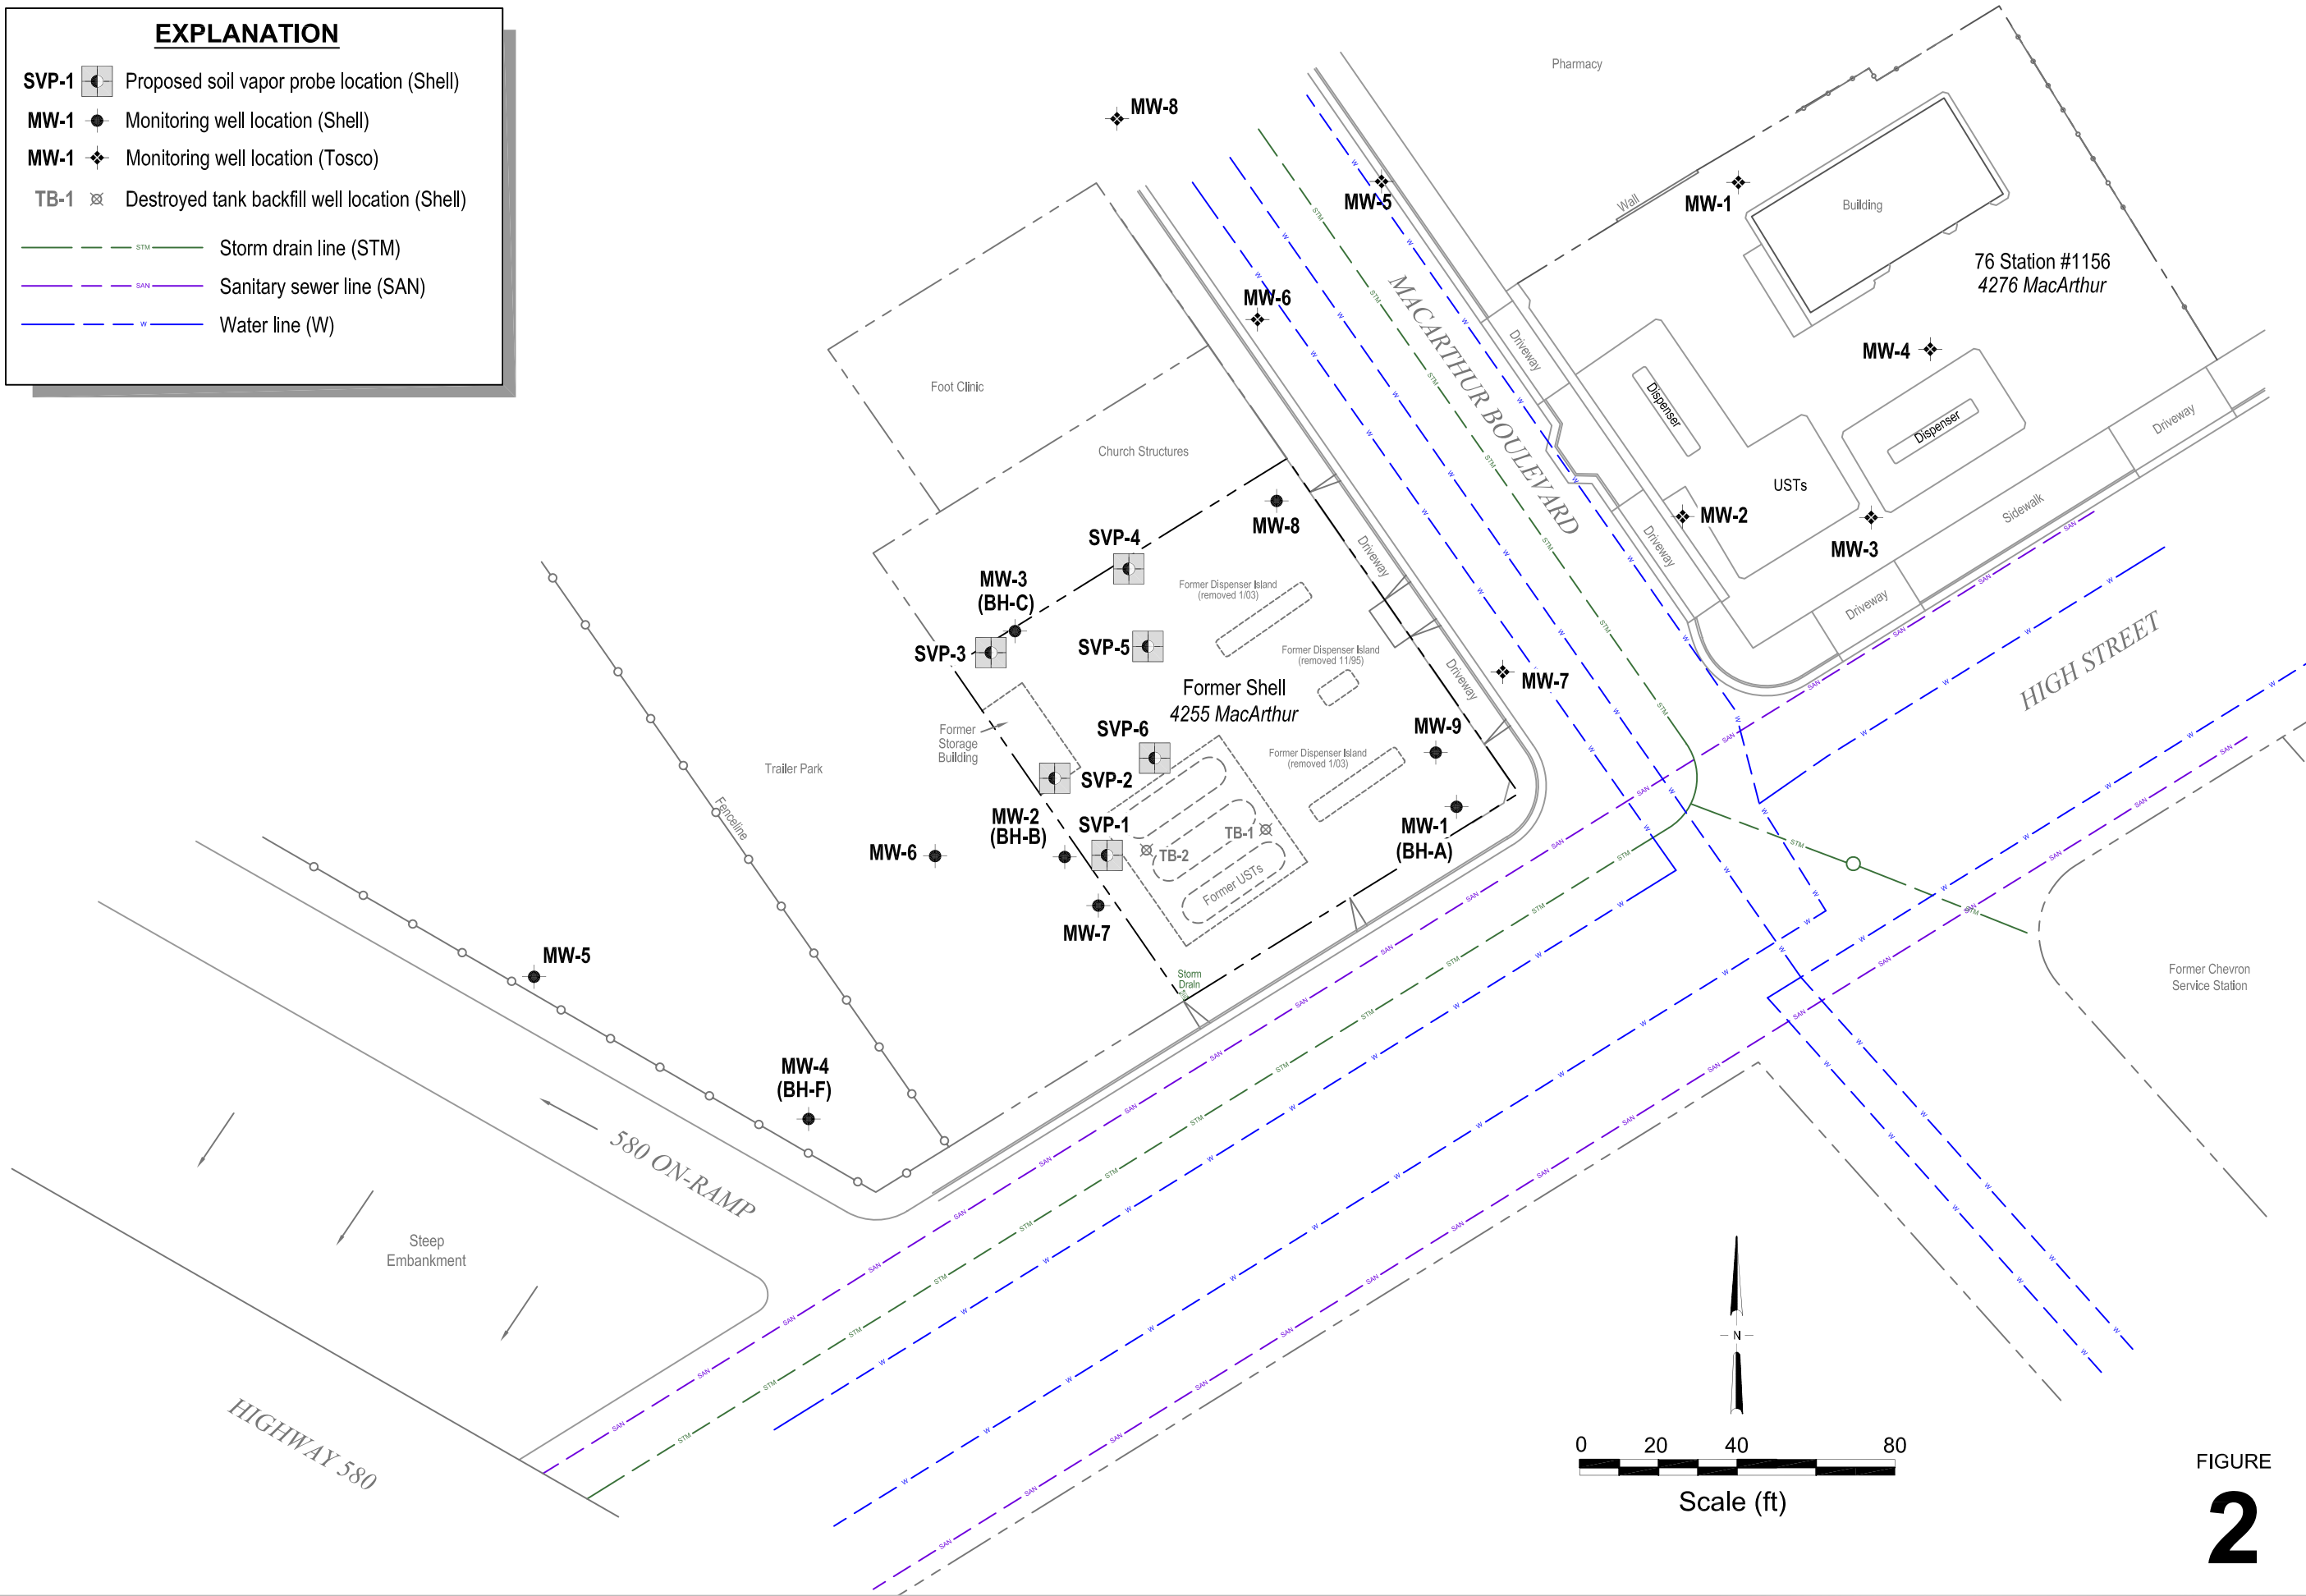 EXPLANATION
SVP-1 Proposed soil vapor probe location (Shell)
MW-1 Monitoring well location (Shell)
MW-1 Monitoring well location (Tosco)
TB-1 Destroyed tank backfill well location (Shell)
STM Storm drain line (STM)
SAN Sanitary sewer line (SAN)
W Water line (W)
Pharmacy
MW-8
MW-5
Wall
MW-1
Building
76 Station #1156
4276 MacArthur
MW-6
MACARTHUR BOULEVARD
Driveway
MW-4
Dispenser
Dispenser
Driveway
Foot Clinic
Church Structures
USTs
MW-2
Sidewalk
MW-3
MW-8
Driveway
Driveway
SVP-4
MW-3
(BH-C)
Former Dispenser Island
(removed 1/03)
Driveway
SVP-3
SVP-5
Former Dispenser Island
(removed 11/95)
Driveway
MW-7
HIGH STREET
Former Shell
4255 MacArthur
Former
Storage
Building
SVP-6
MW-9
Former Dispenser Island
(removed 1/03)
Trailer Park
SVP-2
Fenceline
MW-2
(BH-B)
SVP-1
TB-1
TB-2
MW-1
(BH-A)
MW-6
Former USTs
MW-7
MW-5
Storm
Drain
Former Chevron
Service Station
MW-4
(BH-F)
580 ON-RAMP
Steep
Embankment
HIGHWAY 580
N
0 20 40 80
Scale (ft)
FIGURE
2